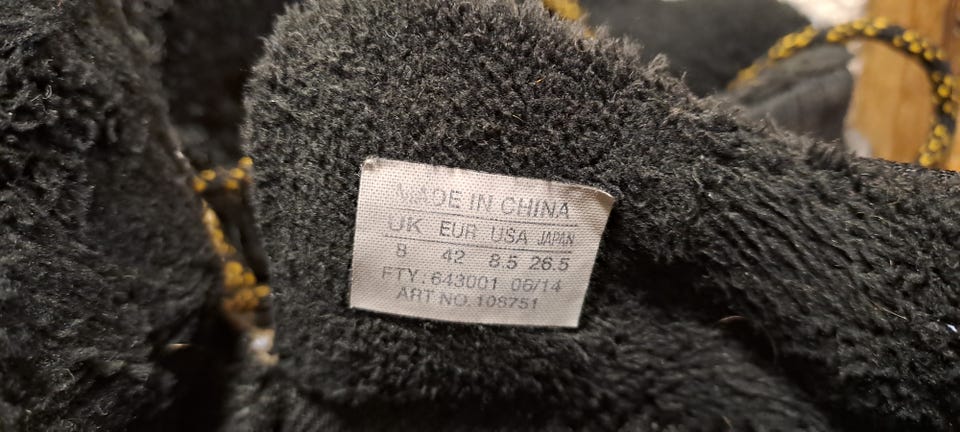 MADE IN CHINA
UK EUR USA JAPAN
8 42 8.5 26.5
FTY.:643001 06/14
ART NO.108751